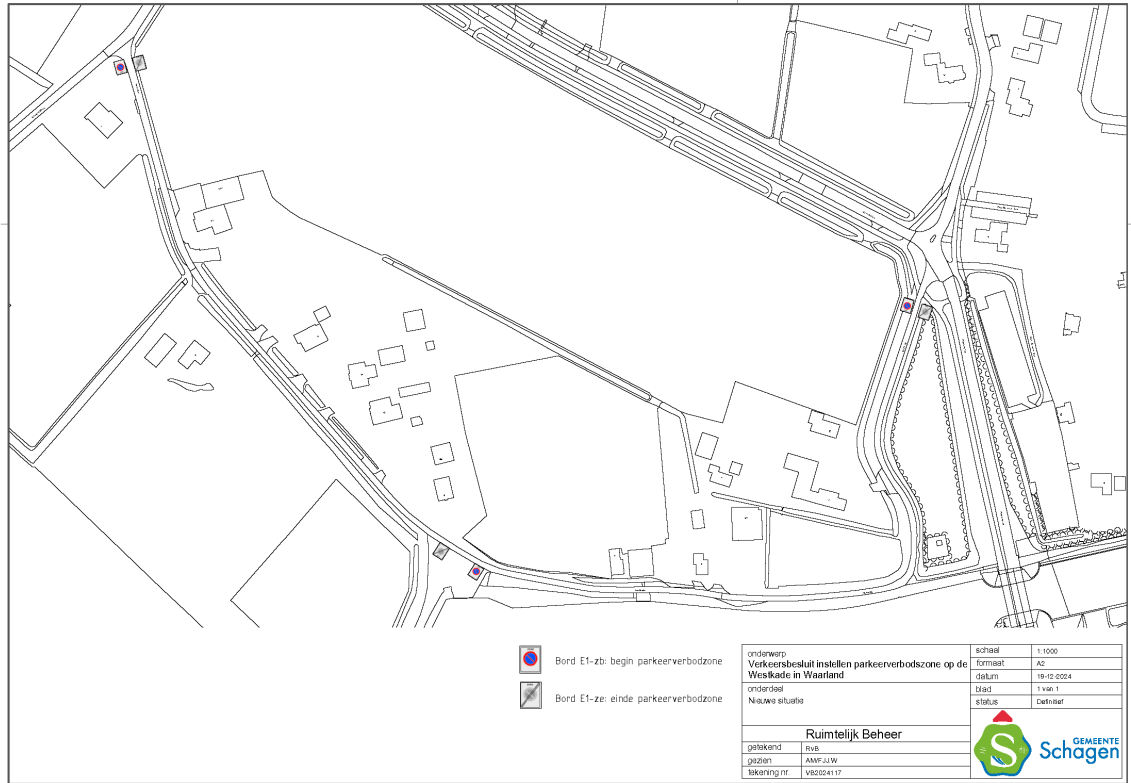 Bord E1-zb: begin parkeerverbodzone
Bord E1-ze: einde parkeerverbodzone
onderwerp
Verkeersbesluit instellen parkeerverbodszone op de
Westkade in Waarland
onderdeel
Nieuwe situatie
Ruimtelijk Beheer
getekend RvB
gezien AMVF.JJ.W
tekening nr. VB2024117
schaal 1:1000
formaat A2
datum 19-12-2024
blad 1 van 1
status Definitief
S
GEMEENTE
Schagen